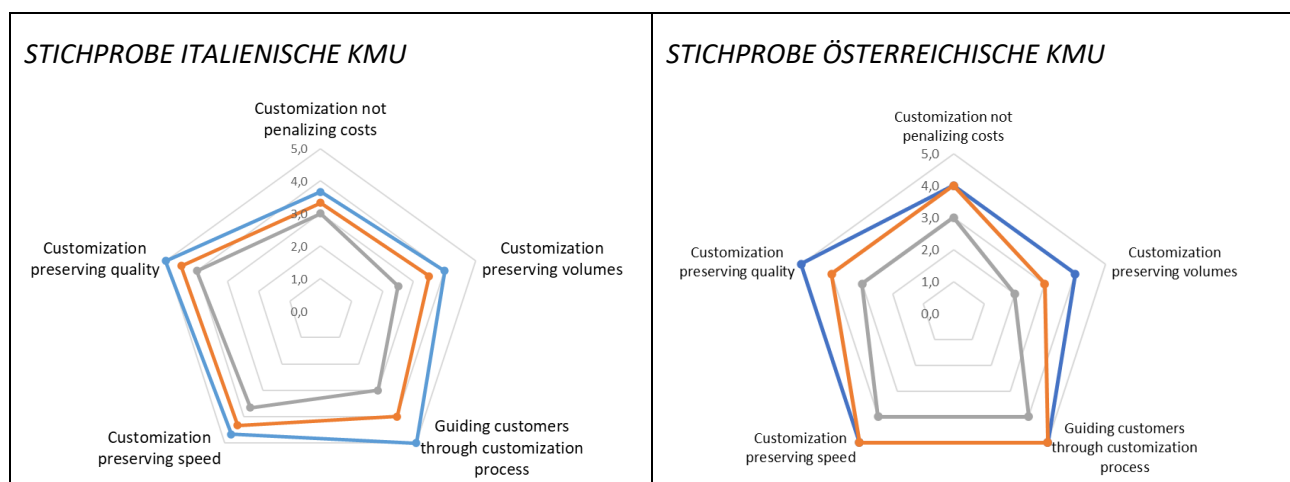 STICHPROBE ITALIENISCHE KMU
Customization not
penalizing costs
5,0
4,0
3,0
2,0
1,0
0,0
Customization
preserving quality
Customization
preserving volumes
Customization
preserving speed
Guiding customers
through customization
process
STICHPROBE ÖSTERREICHISCHE KMU
Customization not
penalizing costs
5,0
4,0
3,0
2,0
1,0
0,0
Customization
preserving quality
Customization
preserving volumes
Customization
preserving speed
Guiding customers
through customization
process